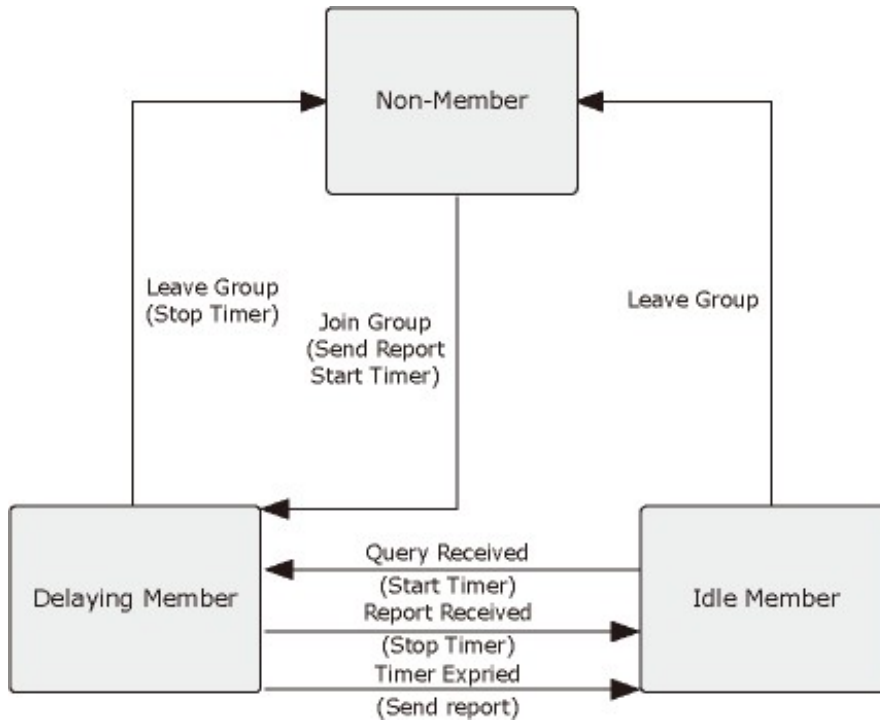 Non-Member
Leave Group
(Stop Timer)
Join Group
(Send Report
Start Timer)
Leave Group
Delaying Member
Query Received
(Start Timer)
Report Received
(Stop Timer)
Timer Expried
(Send report)
Idle Member